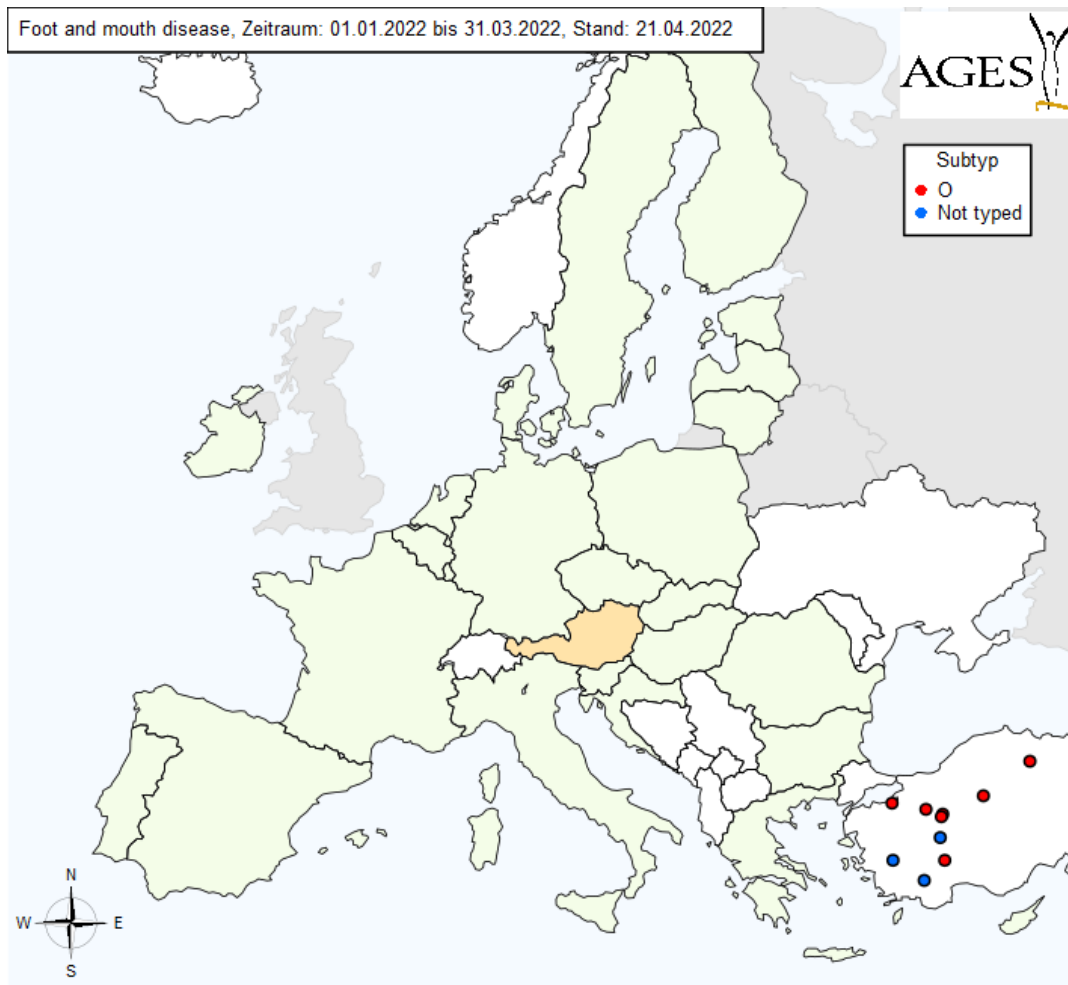 Foot and mouth disease, Zeitraum: 01.01.2022 bis 31.03.2022, Stand: 21.04.2022
AGES
Subtyp
O
Not typed
N
W E
S